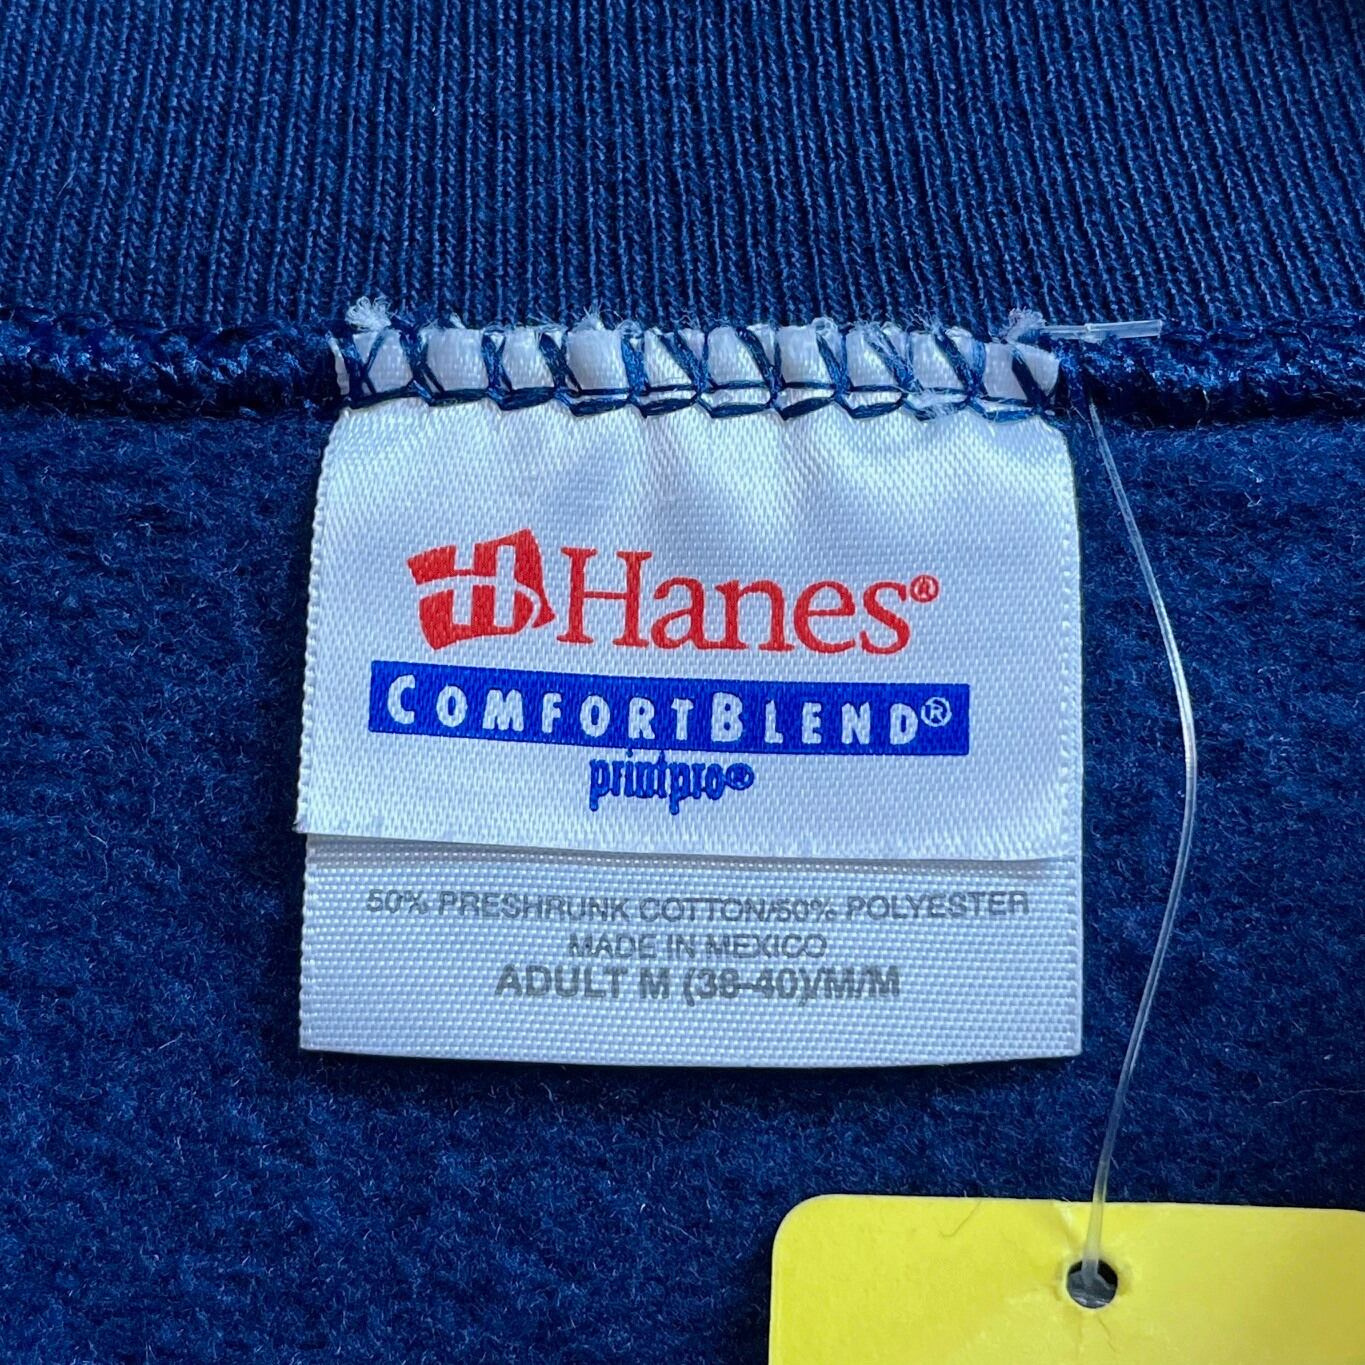 Hanes®
COMFORTBLEND®
printpro®
50% PRESHRUNK COTTON/50% POLYESTER
MADE IN MEXICO
ADULT M (38-40)/M/M